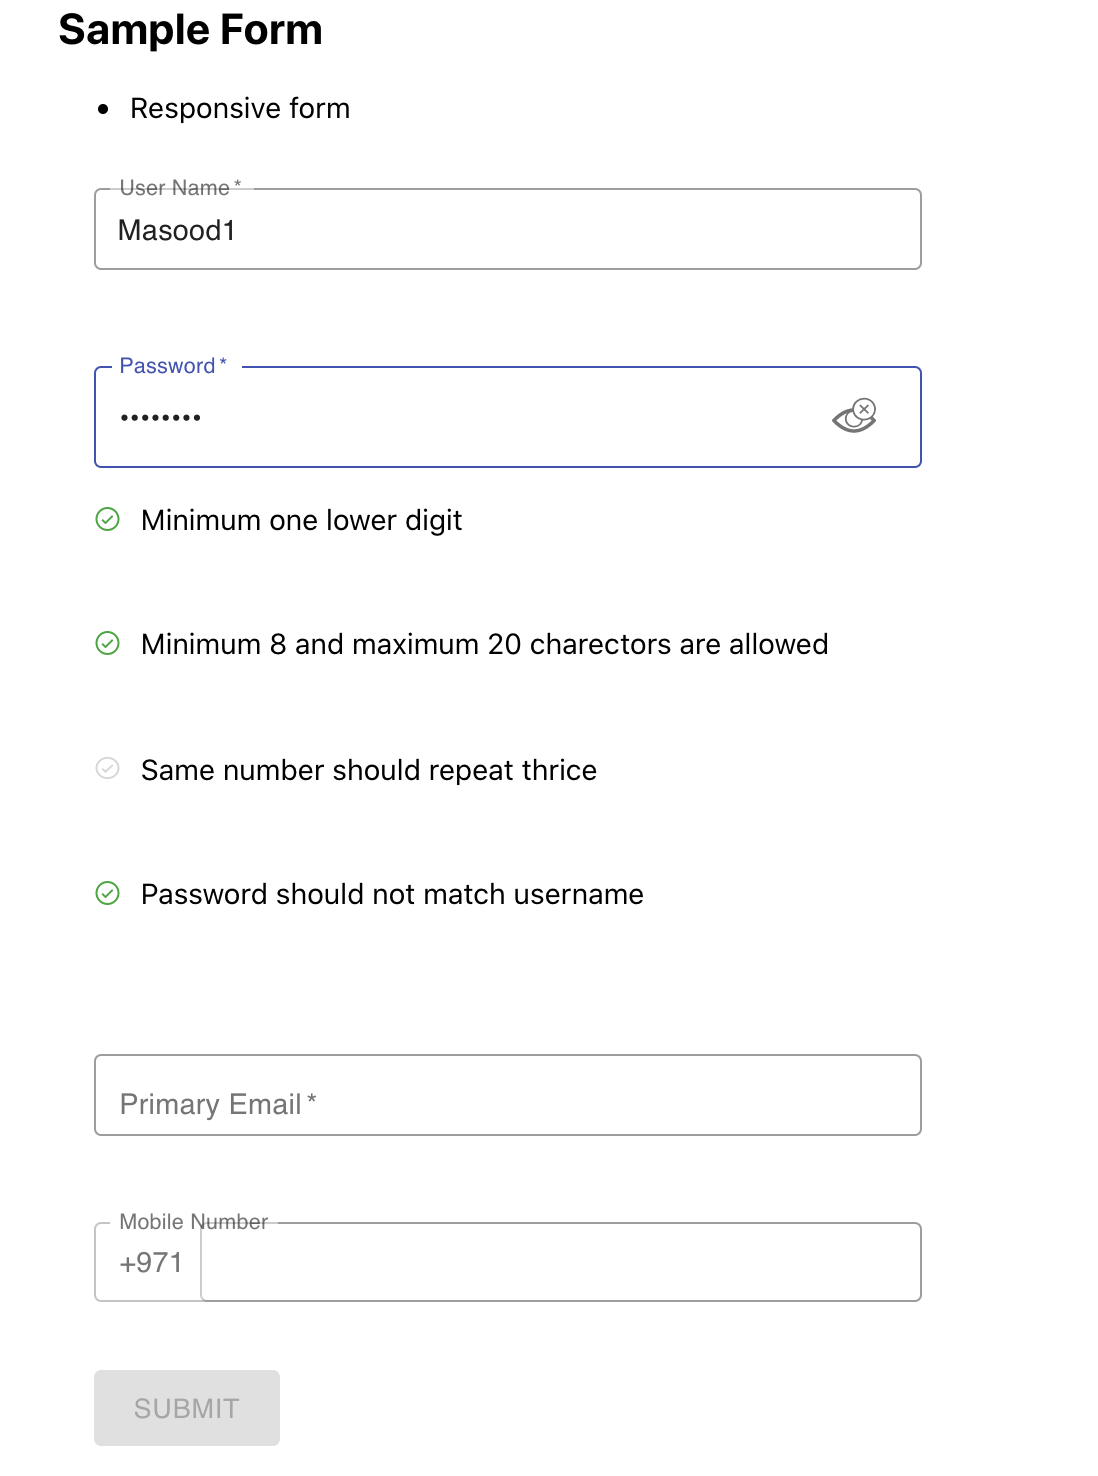 Sample Form
• Responsive form
User Name *
Masood1
Password *
••••••••
Minimum one lower digit
Minimum 8 and maximum 20 charectors are allowed
Same number should repeat thrice
Password should not match username
Primary Email *
Mobile Number
+971
SUBMIT